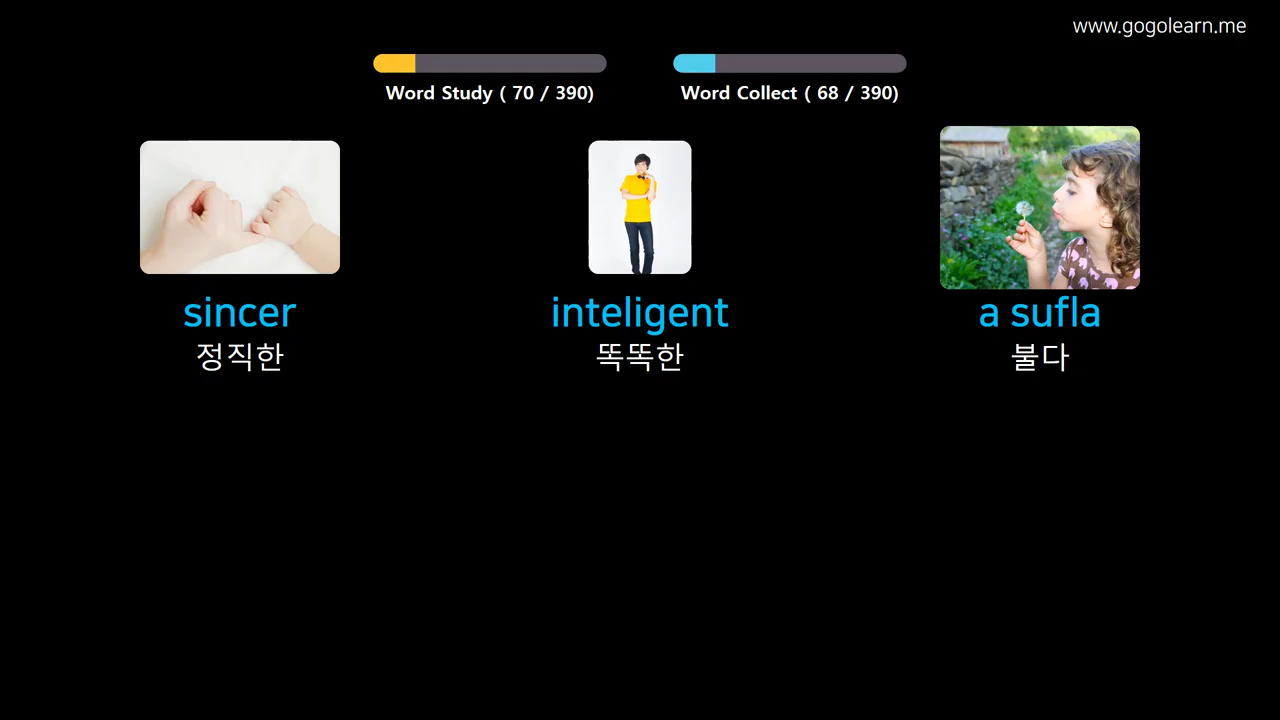 www.gogolearn.me
Word Study ( 70 / 390)
Word Collect ( 68 / 390)
sincer
정직한
inteligent
똑똑한
a sufla
불다